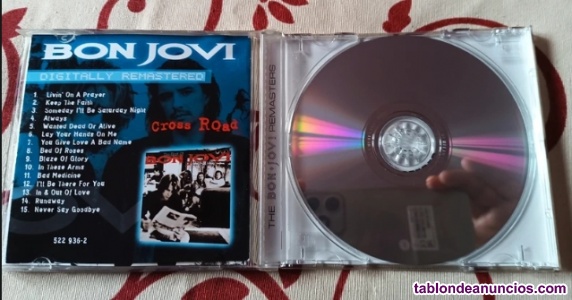 BON JOVI
DIGITALLY REMASTERED
1. Livin' On A Prayer
2. Keep The Faith
3. Someday I'll Be Saturday Night
4. Always
5. Wasted Dead Or Alive
6. Lay Your Hands On Me
7. You Give Love A Bad Name
8. Bed Of Roses
9. Blaze Of Glory
10. In These Arms
11. Bad Medicine
12. I'll Be There For You
13. In & Out Of Love
14. Runaway
15. Never Say Goodbye
522 936-2
Cross Road
BON JOVI
THE BON JOVI REMASTERS
tablondeanuncios.com